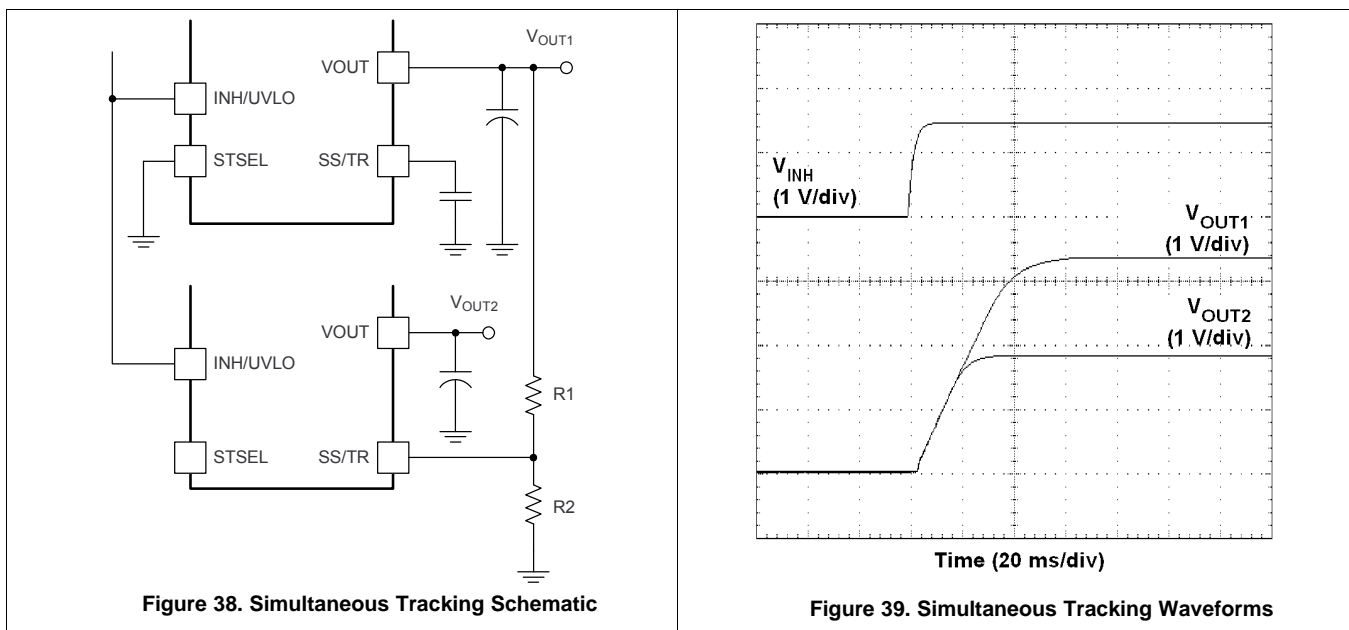 VOUT1
VOUT
INH/UVLO
STSEL
SS/TR
VOUT2
VOUT
INH/UVLO
R1
STSEL
SS/TR
R2
Figure 38. Simultaneous Tracking Schematic
VINH
(1 V/div)
VOUT1
(1 V/div)
VOUT2
(1 V/div)
Time (20 ms/div)
Figure 39. Simultaneous Tracking Waveforms